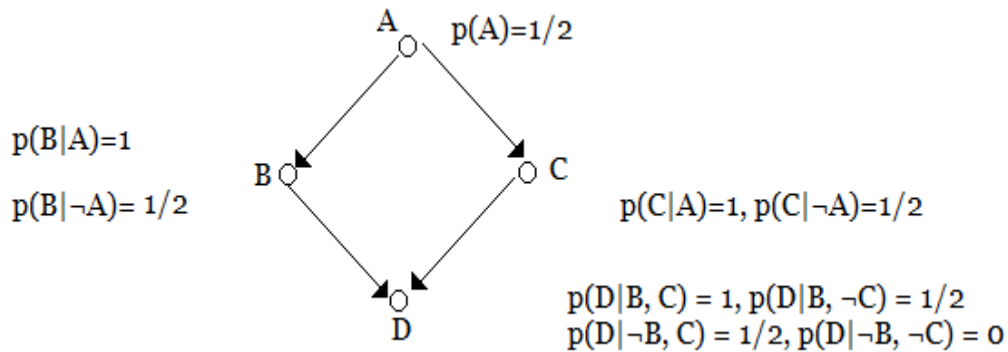 A
p(A)=1/2
p(B|A)=1
B
C
p(B|¬A)= 1/2
p(C|A)=1, p(C|¬A)=1/2
p(D|B, C) = 1, p(D|B, ¬C) = 1/2
D
p(D|¬B, C) = 1/2, p(D|¬B, ¬C) = 0